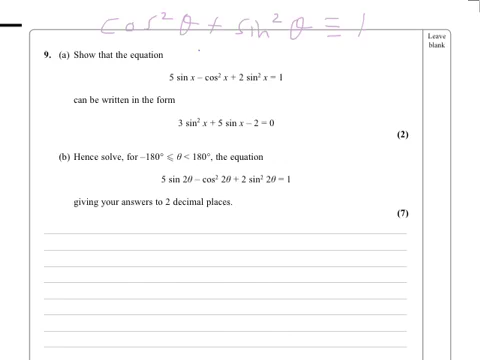 cos² θ + sin² θ ≡ 1
Leave
blank
9. (a) Show that the equation
5 sin x – cos² x + 2 sin² x = 1
can be written in the form
3 sin² x + 5 sin x – 2 = 0
(2)
(b) Hence solve, for –180° ⩽ θ < 180°, the equation
5 sin 2θ – cos² 2θ + 2 sin² 2θ = 1
giving your answers to 2 decimal places.
(7)